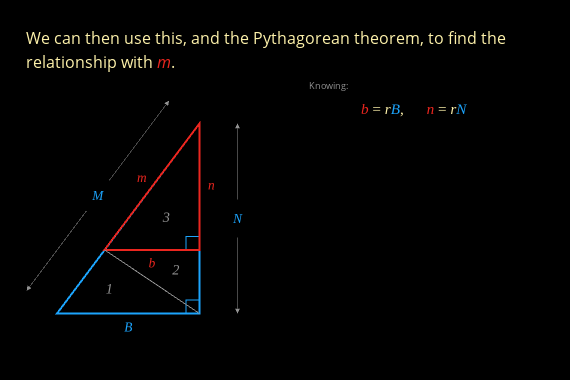 We can then use this, and the Pythagorean theorem, to find the
relationship with m.
Knowing:
b = rB, n = rN
m
n
M
3
N
b
2
1
B